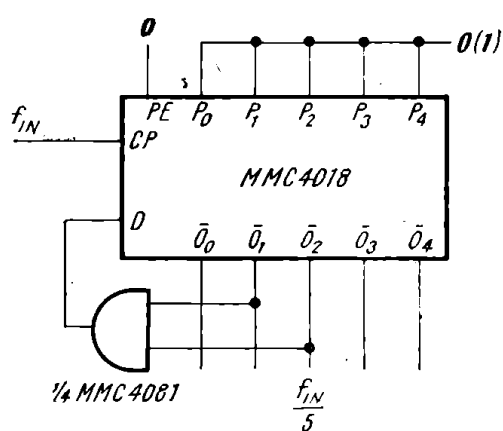 0
0(1)
PE P₀ P₁ P₂ P₃ P₄
f_IN
CP
MMC4018
D
Ō₀ Ō₁ Ō₂ Ō₃ Ō₄
¼ MMC4081
f_IN
5